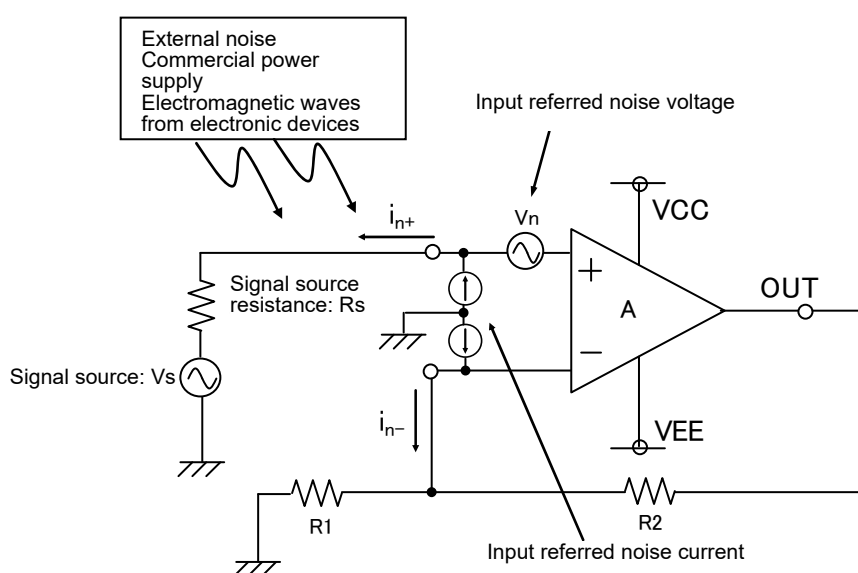 External noise
Commercial power
supply
Electromagnetic waves
from electronic devices
Input referred noise voltage
in+
Vn
VCC
Signal source
resistance: Rs
+
A
OUT
−
Signal source: Vs
in−
VEE
R1
R2
Input referred noise current